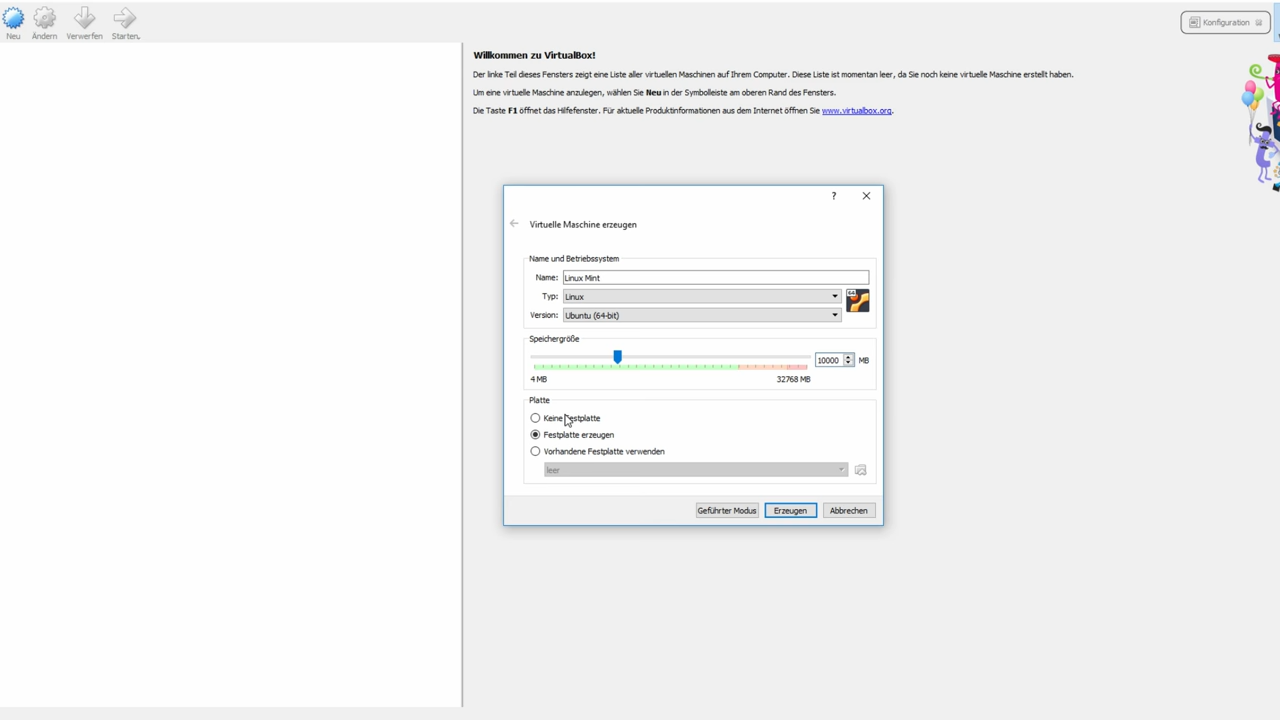 Neu Ändern Verwerfen Starten
Konfiguration
Willkommen zu VirtualBox!
Der linke Teil dieses Fensters zeigt eine Liste aller virtuellen Maschinen auf Ihrem Computer. Diese Liste ist momentan leer, da Sie noch keine virtuelle Maschine erstellt haben.
Um eine virtuelle Maschine anzulegen, wählen Sie Neu in der Symbolleiste am oberen Rand des Fensters.
Die Taste F1 öffnet das Hilfefenster. Für aktuelle Produktinformationen aus dem Internet öffnen Sie www.virtualbox.org.
?
Virtuelle Maschine erzeugen
Name und Betriebssystem
Name: Linux Mint
Typ: Linux
64
Version: Ubuntu (64-bit)
Speichergröße
10000 MB
4 MB 32768 MB
Platte
Keine Festplatte
Festplatte erzeugen
Vorhandene Festplatte verwenden
leer
Geführter Modus Erzeugen Abbrechen